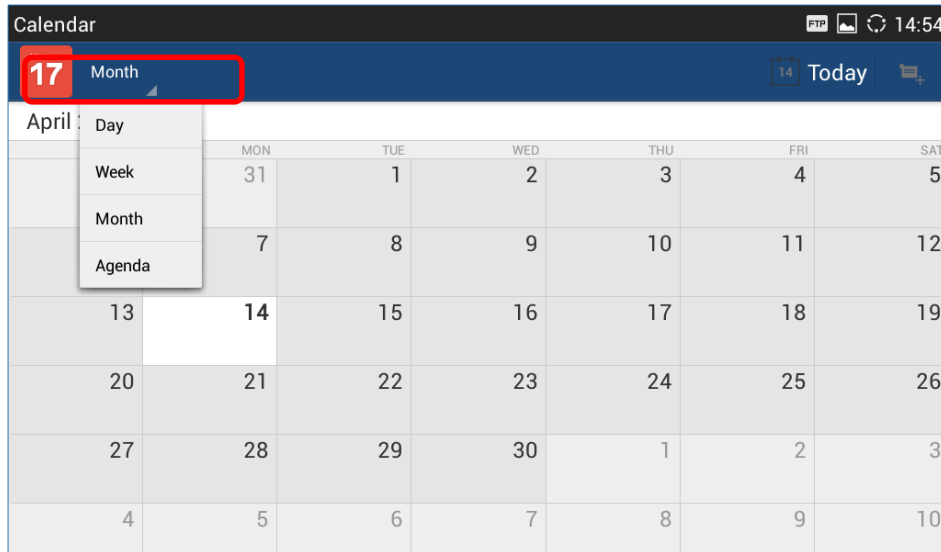 Calendar FTP 14:54
17 Month 14 Today
April
Day
MON TUE WED THU FRI SAT
Week
31 1 2 3 4 5
Month
7 8 9 10 11 12
Agenda
13 14 15 16 17 18 19
20 21 22 23 24 25 26
27 28 29 30 1 2 3
4 5 6 7 8 9 10